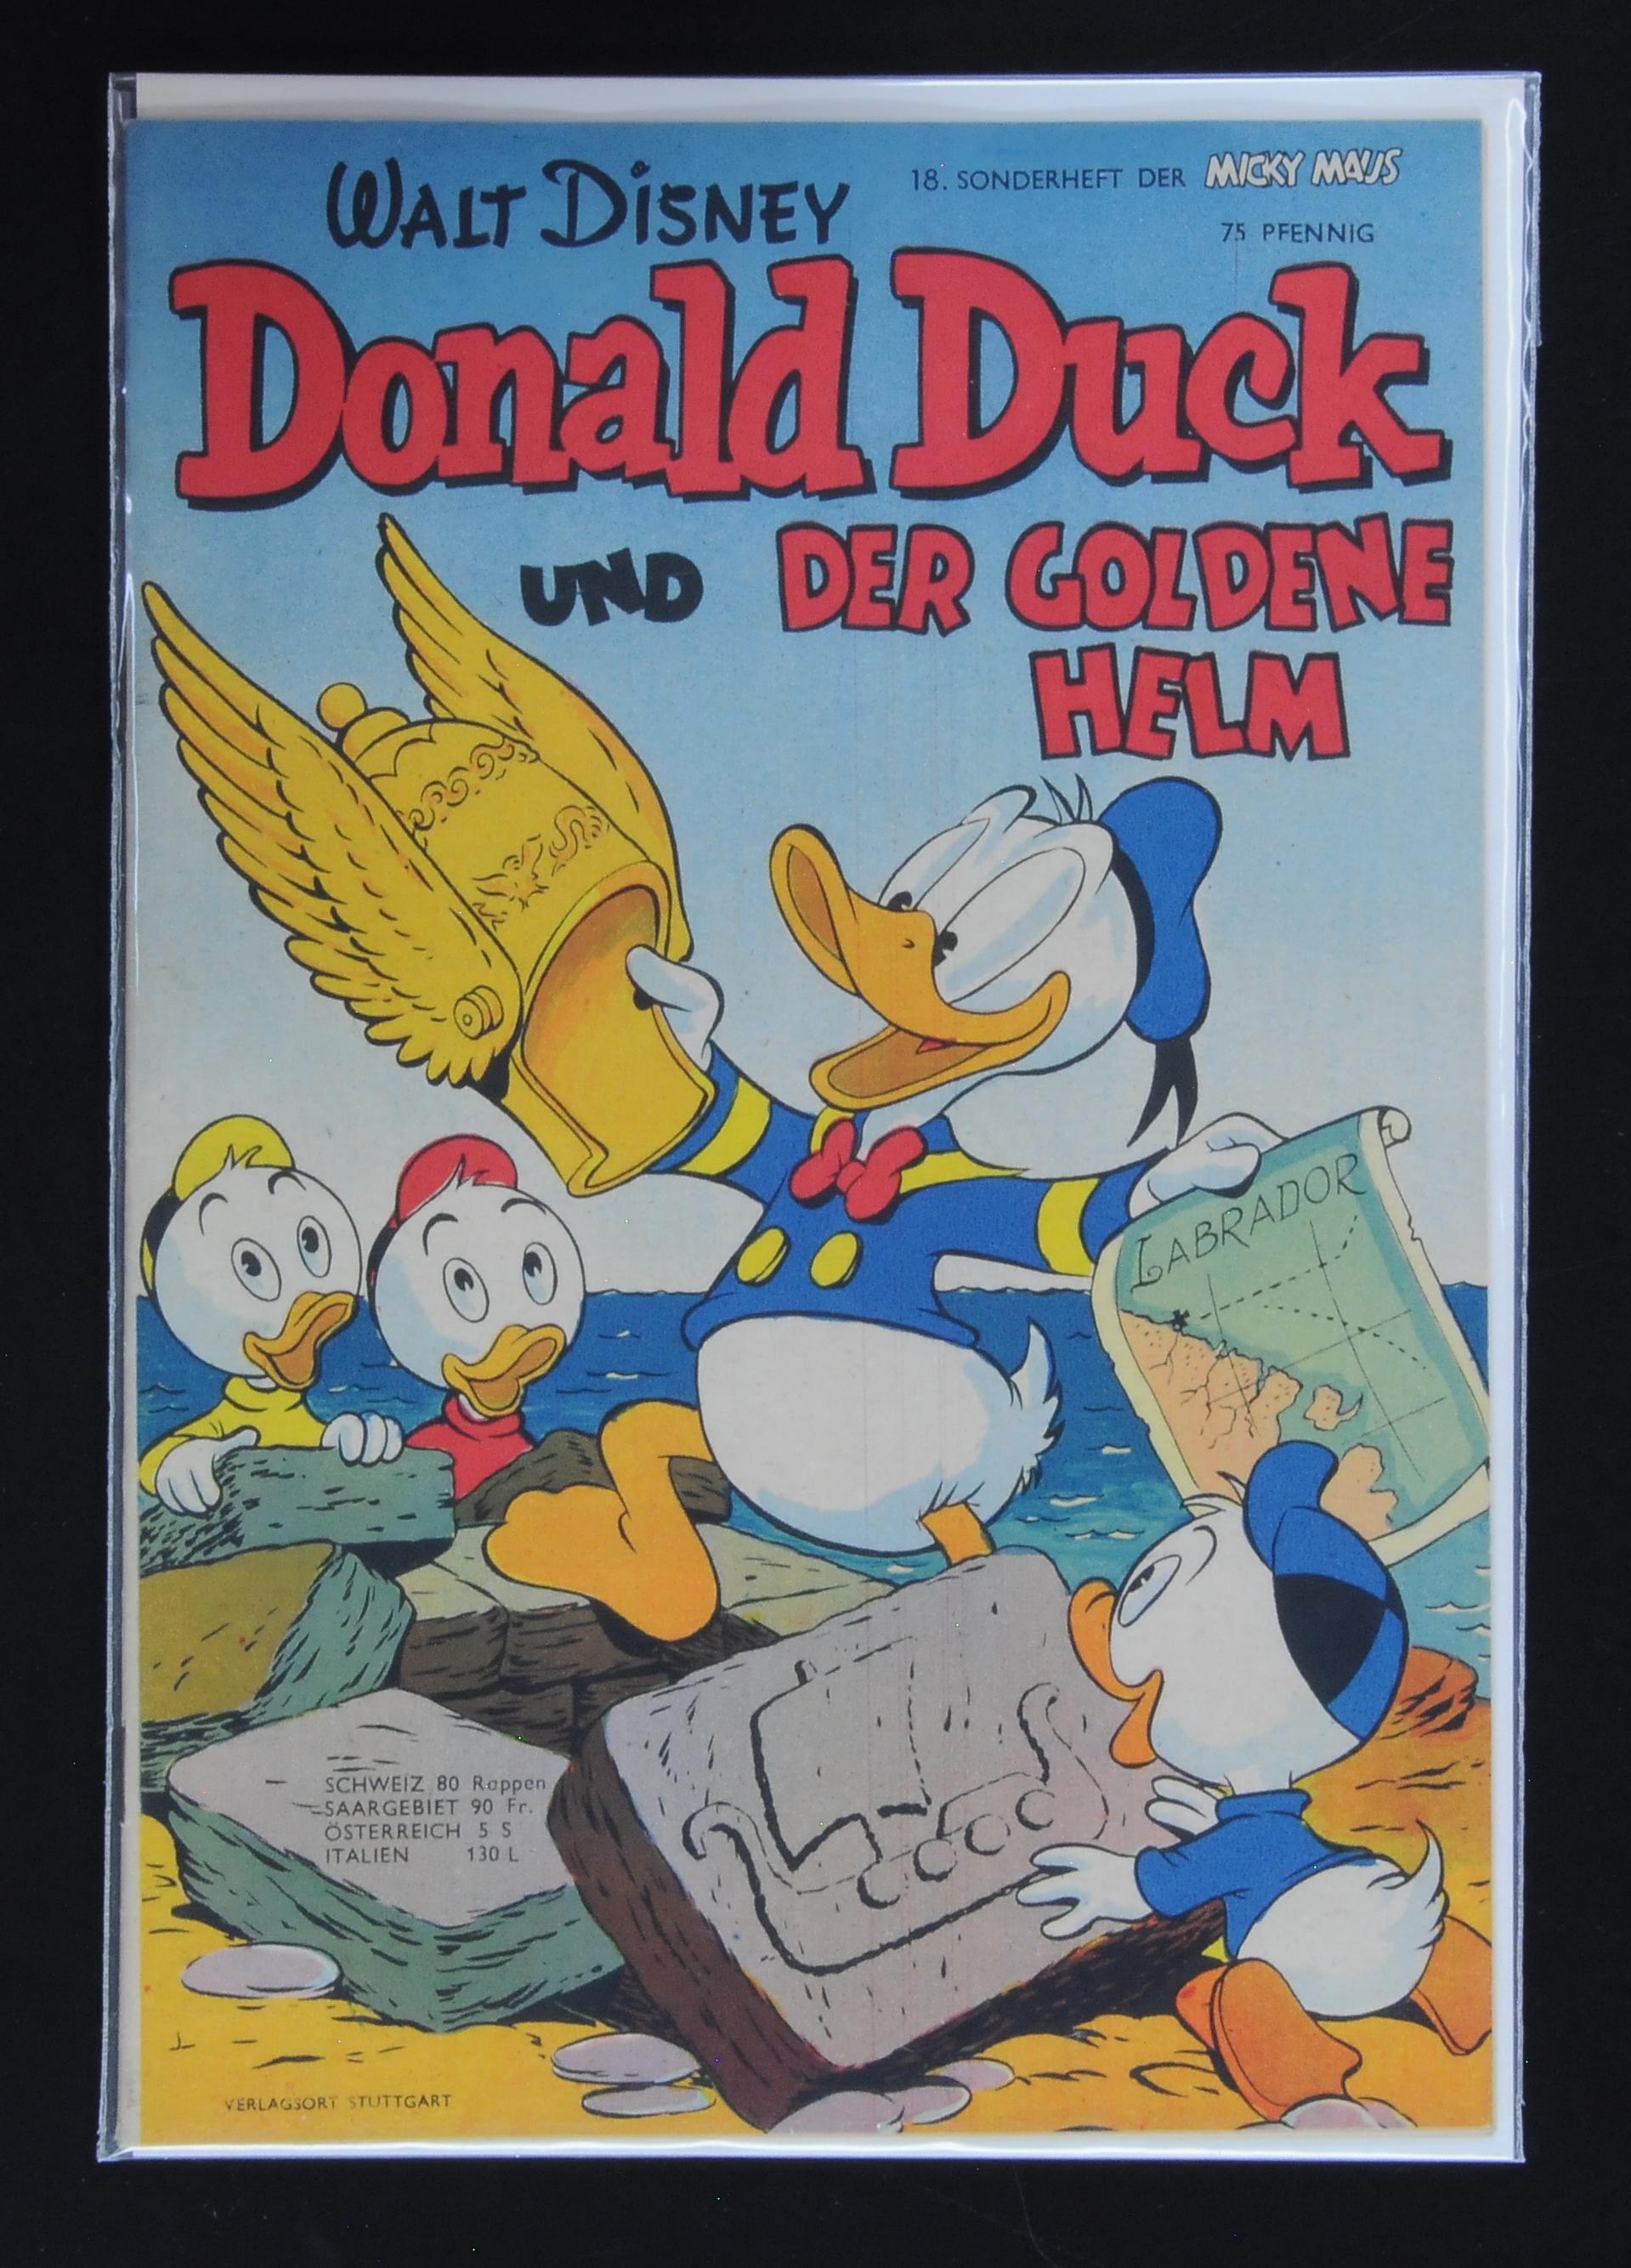 WALT DISNEY
18. SONDERHEFT DER MICKY MAUS
75 PFENNIG
Donald Duck
UND DER GOLDENE
HELM
LABRADOR
SCHWEIZ 80 Rappen
SAARGEBIET 90 Fr.
ÖSTERREICH 5 S
ITALIEN 130 L
VERLAGSORT STUTTGART